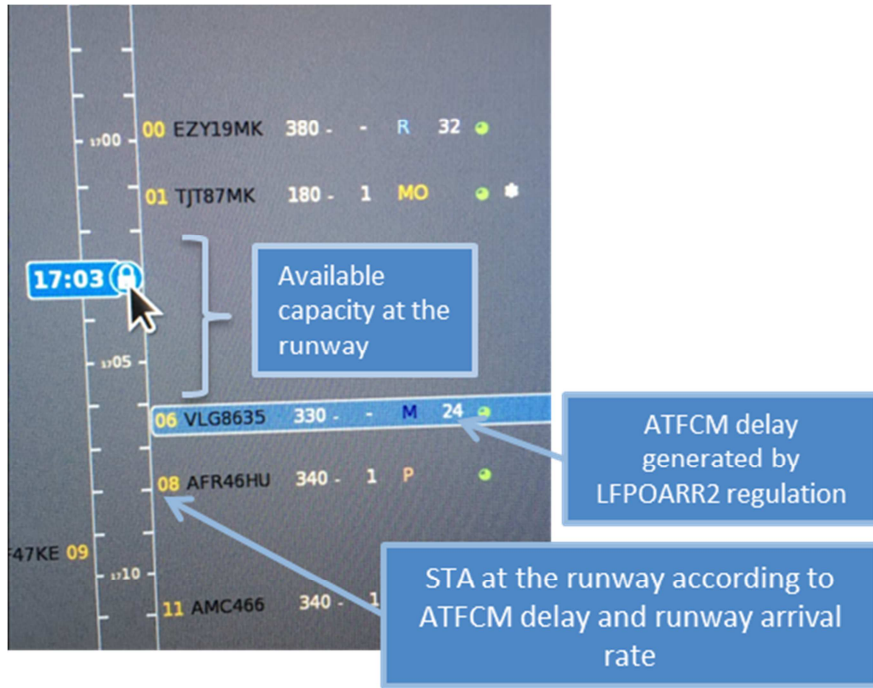 1700
00 EZY19MK 380 - - R 32
01 TJT87MK 180 - 1 MO
17:03
Available
capacity at the
runway
1705
06 VLG8635 330 - - M 24
ATFCM delay
generated by
LFPOARR2 regulation
08 AFR46HU 340 - 1 P
F47KE 09
1710
11 AMC466 340 - 1
STA at the runway according to
ATFCM delay and runway arrival
rate